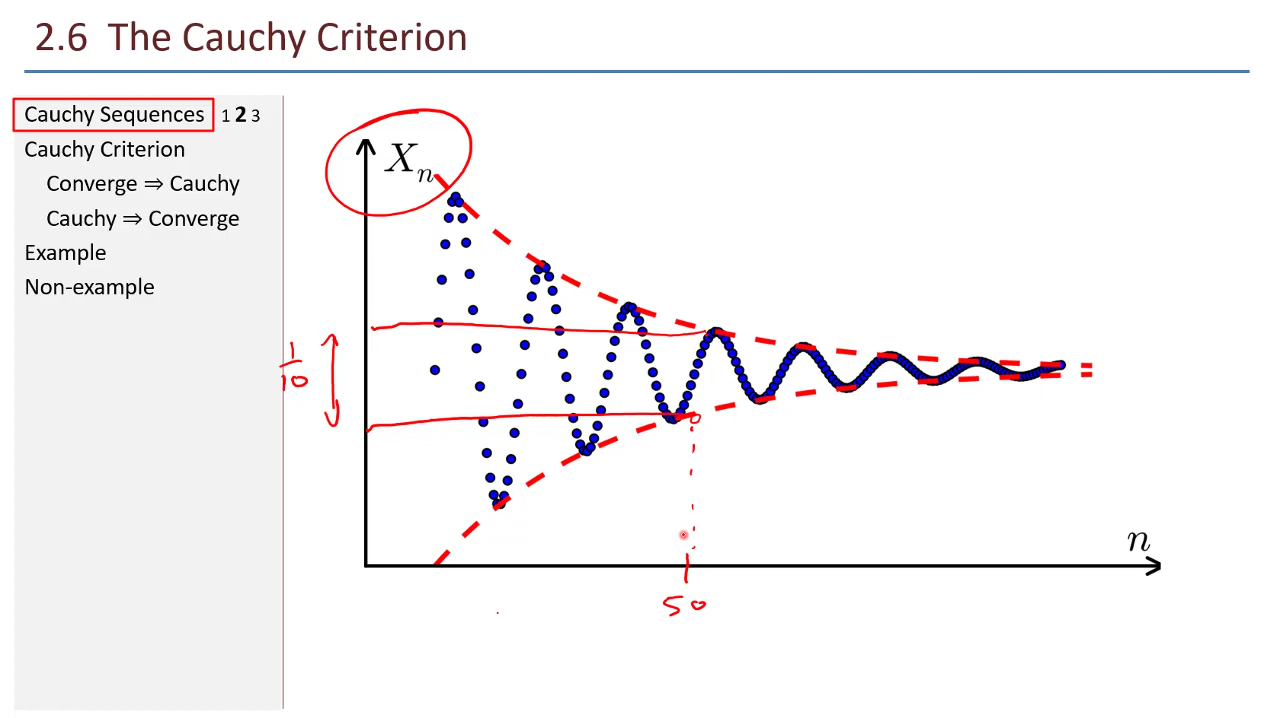 2.6 The Cauchy Criterion
Cauchy Sequences 1 2 3
Cauchy Criterion
Converge ⇒ Cauchy
Cauchy ⇒ Converge
Example
Non-example
Xₙ
1/10
n
50